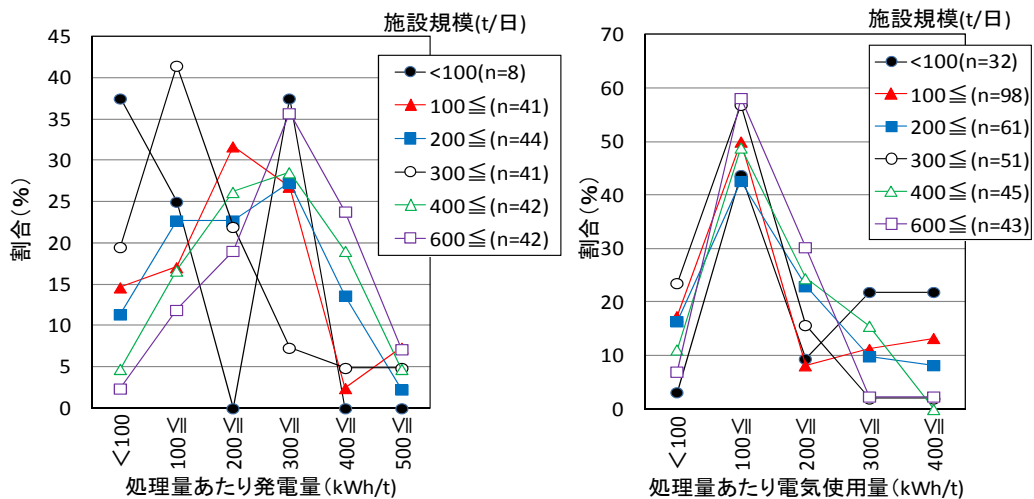 施設規模(t/日)
45
40
35
30
25
20
15
10
5
0
割合(%)
<100(n=8)
100≦(n=41)
200≦(n=44)
300≦(n=41)
400≦(n=42)
600≦(n=42)
<100
100≦
200≦
300≦
400≦
500≦
処理量あたり発電量(kWh/t)
施設規模(t/日)
70
60
50
40
30
20
10
0
割合(%)
<100(n=32)
100≦(n=98)
200≦(n=61)
300≦(n=51)
400≦(n=45)
600≦(n=43)
<100
100≦
200≦
300≦
400≦
処理量あたり電気使用量(kWh/t)